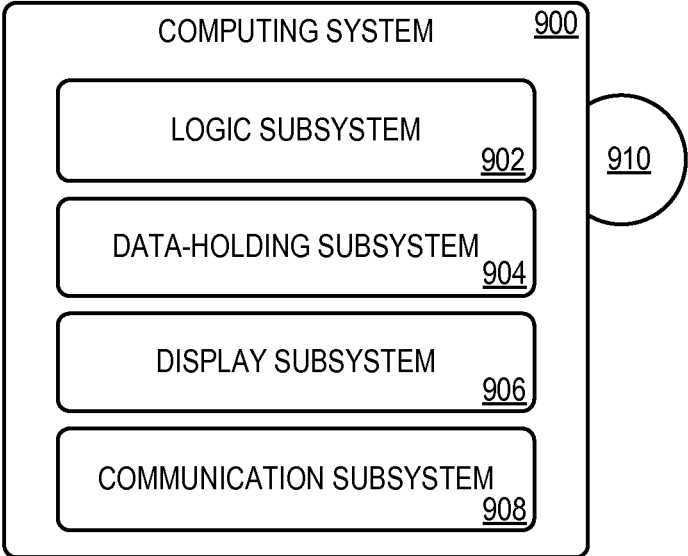 COMPUTING SYSTEM 900
LOGIC SUBSYSTEM
902
910
DATA-HOLDING SUBSYSTEM
904
DISPLAY SUBSYSTEM
906
COMMUNICATION SUBSYSTEM
908